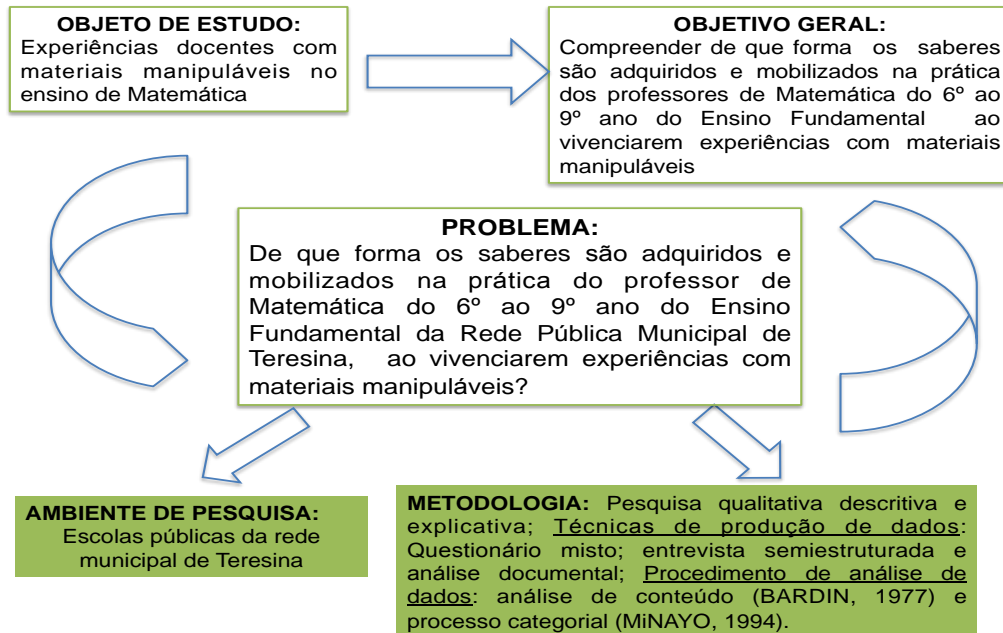 OBJETO DE ESTUDO:
Experiências docentes com
materiais manipuláveis no
ensino de Matemática
OBJETIVO GERAL:
Compreender de que forma os saberes
são adquiridos e mobilizados na prática
dos professores de Matemática do 6º ao
9º ano do Ensino Fundamental ao
vivenciarem experiências com materiais
manipuláveis
PROBLEMA:
De que forma os saberes são adquiridos e
mobilizados na prática do professor de
Matemática do 6º ao 9º ano do Ensino
Fundamental da Rede Pública Municipal de
Teresina, ao vivenciarem experiências com
materiais manipuláveis?
AMBIENTE DE PESQUISA:
Escolas públicas da rede
municipal de Teresina
METODOLOGIA: Pesquisa qualitativa descritiva e
explicativa; Técnicas de produção de dados:
Questionário misto; entrevista semiestruturada e
análise documental; Procedimento de análise de
dados: análise de conteúdo (BARDIN, 1977) e
processo categorial (MiNAYO, 1994).